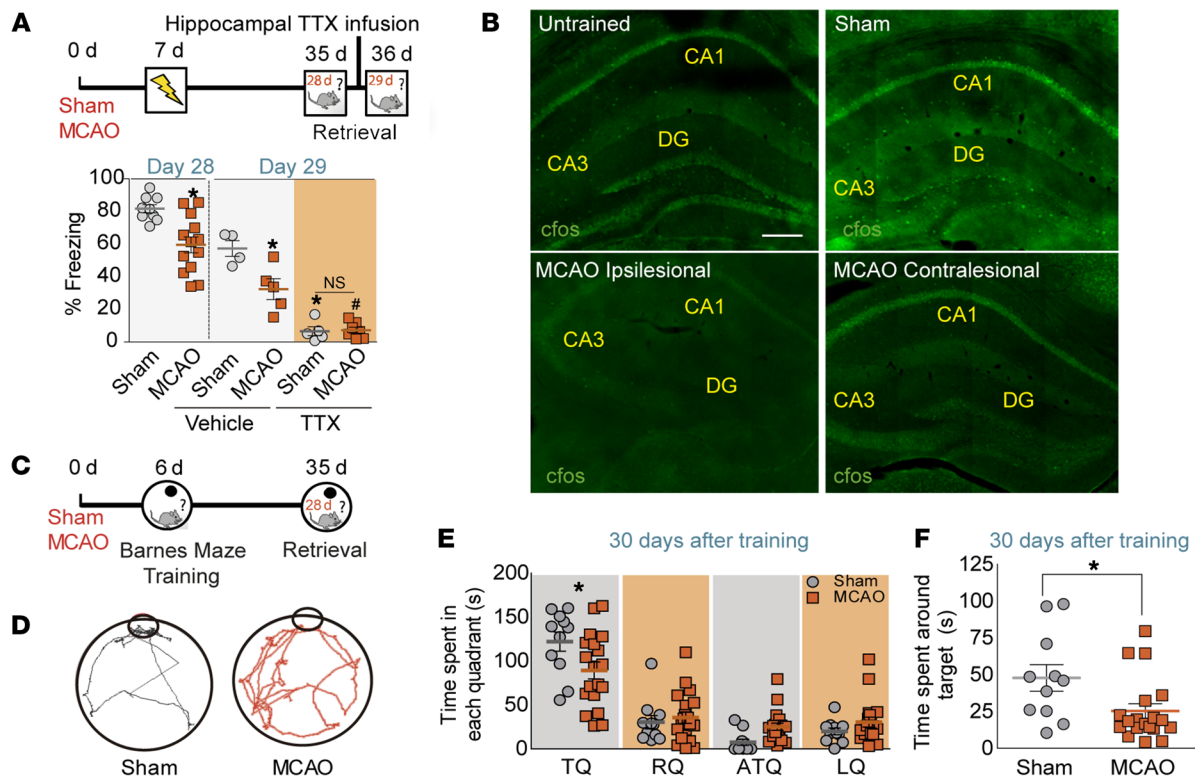 A
Hippocampal TTX infusion
0 d
7 d
35 d
36 d
28 d
?
29 d
?
Sham
MCAO
Retrieval
Day 28
Day 29
% Freezing
100
80
60
40
20
0
*
*
*
NS
#
Sham
MCAO
Sham
MCAO
Sham
MCAO
Vehicle
TTX
B
Untrained
CA1
DG
CA3
cfos
Sham
CA1
DG
CA3
cfos
MCAO Ipsilesional
CA1
CA3
DG
cfos
MCAO Contralesional
CA1
CA3
DG
cfos
C
0 d
6 d
35 d
?
28 d
?
Sham
MCAO
Barnes Maze
Training
Retrieval
D
Sham
MCAO
E
30 days after training
Time spent in
each quadrant (s)
200
150
100
50
0
*
Sham
MCAO
TQ
RQ
ATQ
LQ
F
30 days after training
Time spent around
target (s)
125
100
75
50
25
0
*
Sham
MCAO